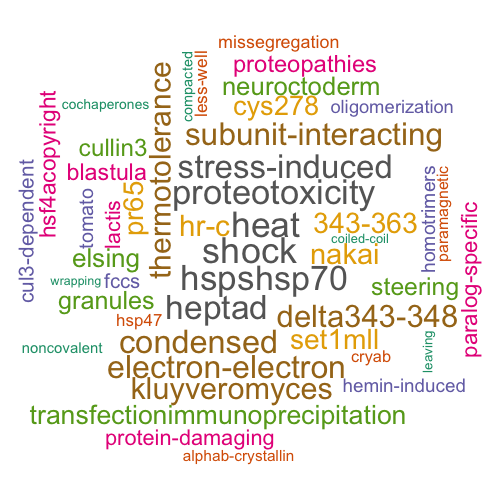 missegregation
proteopathies
compacted
less-well
neuroctoderm
cochaperones
thermotolerance
cys278
oligomerization
hsf4acopyright
cullin3
subunit-interacting
blastula
stress-induced
cul3-dependent
tomato
lactis
pr65
proteotoxicity
homotrimers
paramagnetic
paralog-specific
hr-c
heat
343-363
coiled-coil
shock
nakai
elsing
wrapping
fccs
hspshsp70
steering
granules
heptad
hsp47
delta343-348
noncovalent
condensed
set1mll
cryab
leaving
electron-electron
kluyveromyces
hemin-induced
transfectionimmunoprecipitation
protein-damaging
alphab-crystallin